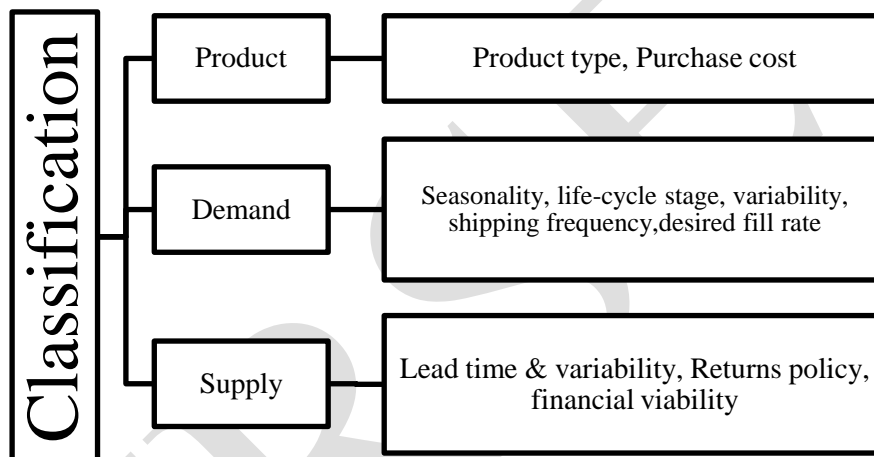 Classification
Product
Product type, Purchase cost
Demand
Seasonality, life-cycle stage, variability,
shipping frequency,desired fill rate
Supply
Lead time & variability, Returns policy,
financial viability